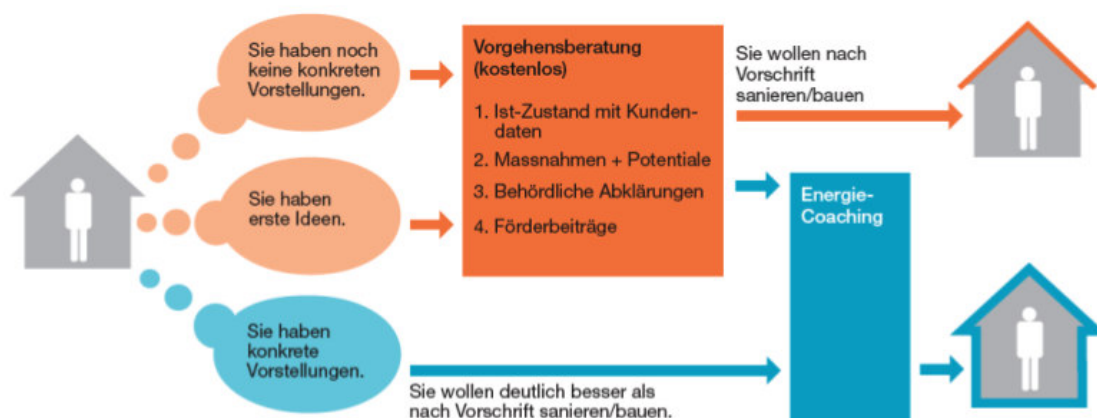 Sie haben noch
keine konkreten
Vorstellungen.
Sie haben
erste Ideen.
Sie haben
konkrete
Vorstellungen.
Vorgehensberatung
(kostenlos)
1. Ist-Zustand mit Kunden-
daten
2. Massnahmen + Potentiale
3. Behördliche Abklärungen
4. Förderbeiträge
Sie wollen nach
Vorschrift
sanieren/bauen
Energie-
Coaching
Sie wollen deutlich besser als
nach Vorschrift sanieren/bauen.